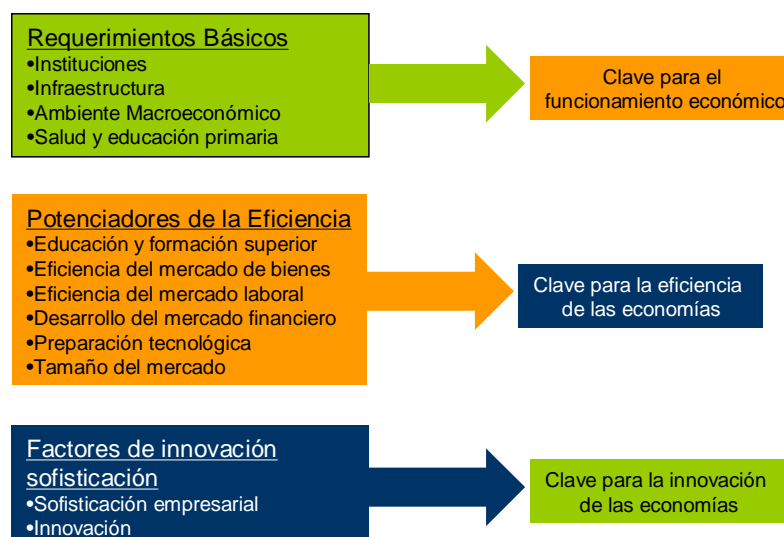 Requerimientos Básicos
•Instituciones
•Infraestructura
•Ambiente Macroeconómico
•Salud y educación primaria
Clave para el
funcionamiento económico
Potenciadores de la Eficiencia
•Educación y formación superior
•Eficiencia del mercado de bienes
•Eficiencia del mercado laboral
•Desarrollo del mercado financiero
•Preparación tecnológica
•Tamaño del mercado
Clave para la eficiencia
de las economías
Factores de innovación
sofisticación
•Sofisticación empresarial
•Innovación
Clave para la innovación
de las economías